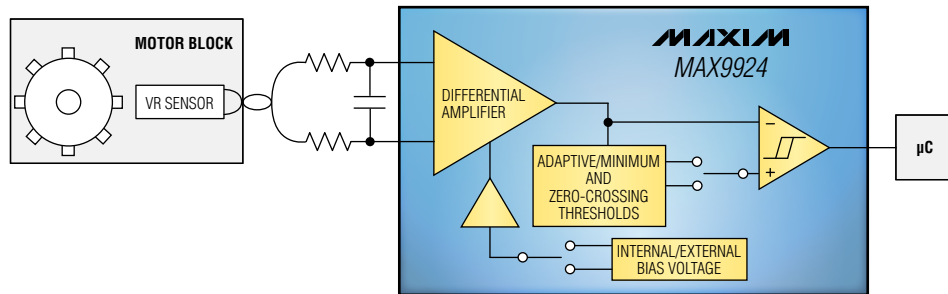 MOTOR BLOCK
VR SENSOR
MAXIM
MAX9924
DIFFERENTIAL
AMPLIFIER
ADAPTIVE/MINIMUM
AND
ZERO-CROSSING
THRESHOLDS
−
+
INTERNAL/EXTERNAL
BIAS VOLTAGE
µC